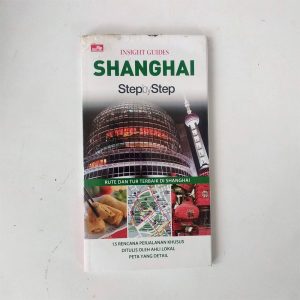 INSIGHT GUIDES
SHANGHAI
Step by Step
RUTE DAN TUR TERBAIK DI SHANGHAI
15 RENCANA PERJALANAN KHUSUS
DITULIS OLEH AHLI LOKAL
PETA YANG DETAIL